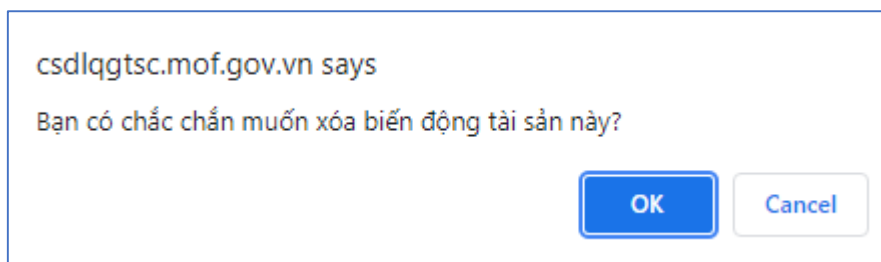 csdlqgtsc.mof.gov.vn says
Bạn có chắc chắn muốn xóa biến động tài sản này?
OK
Cancel